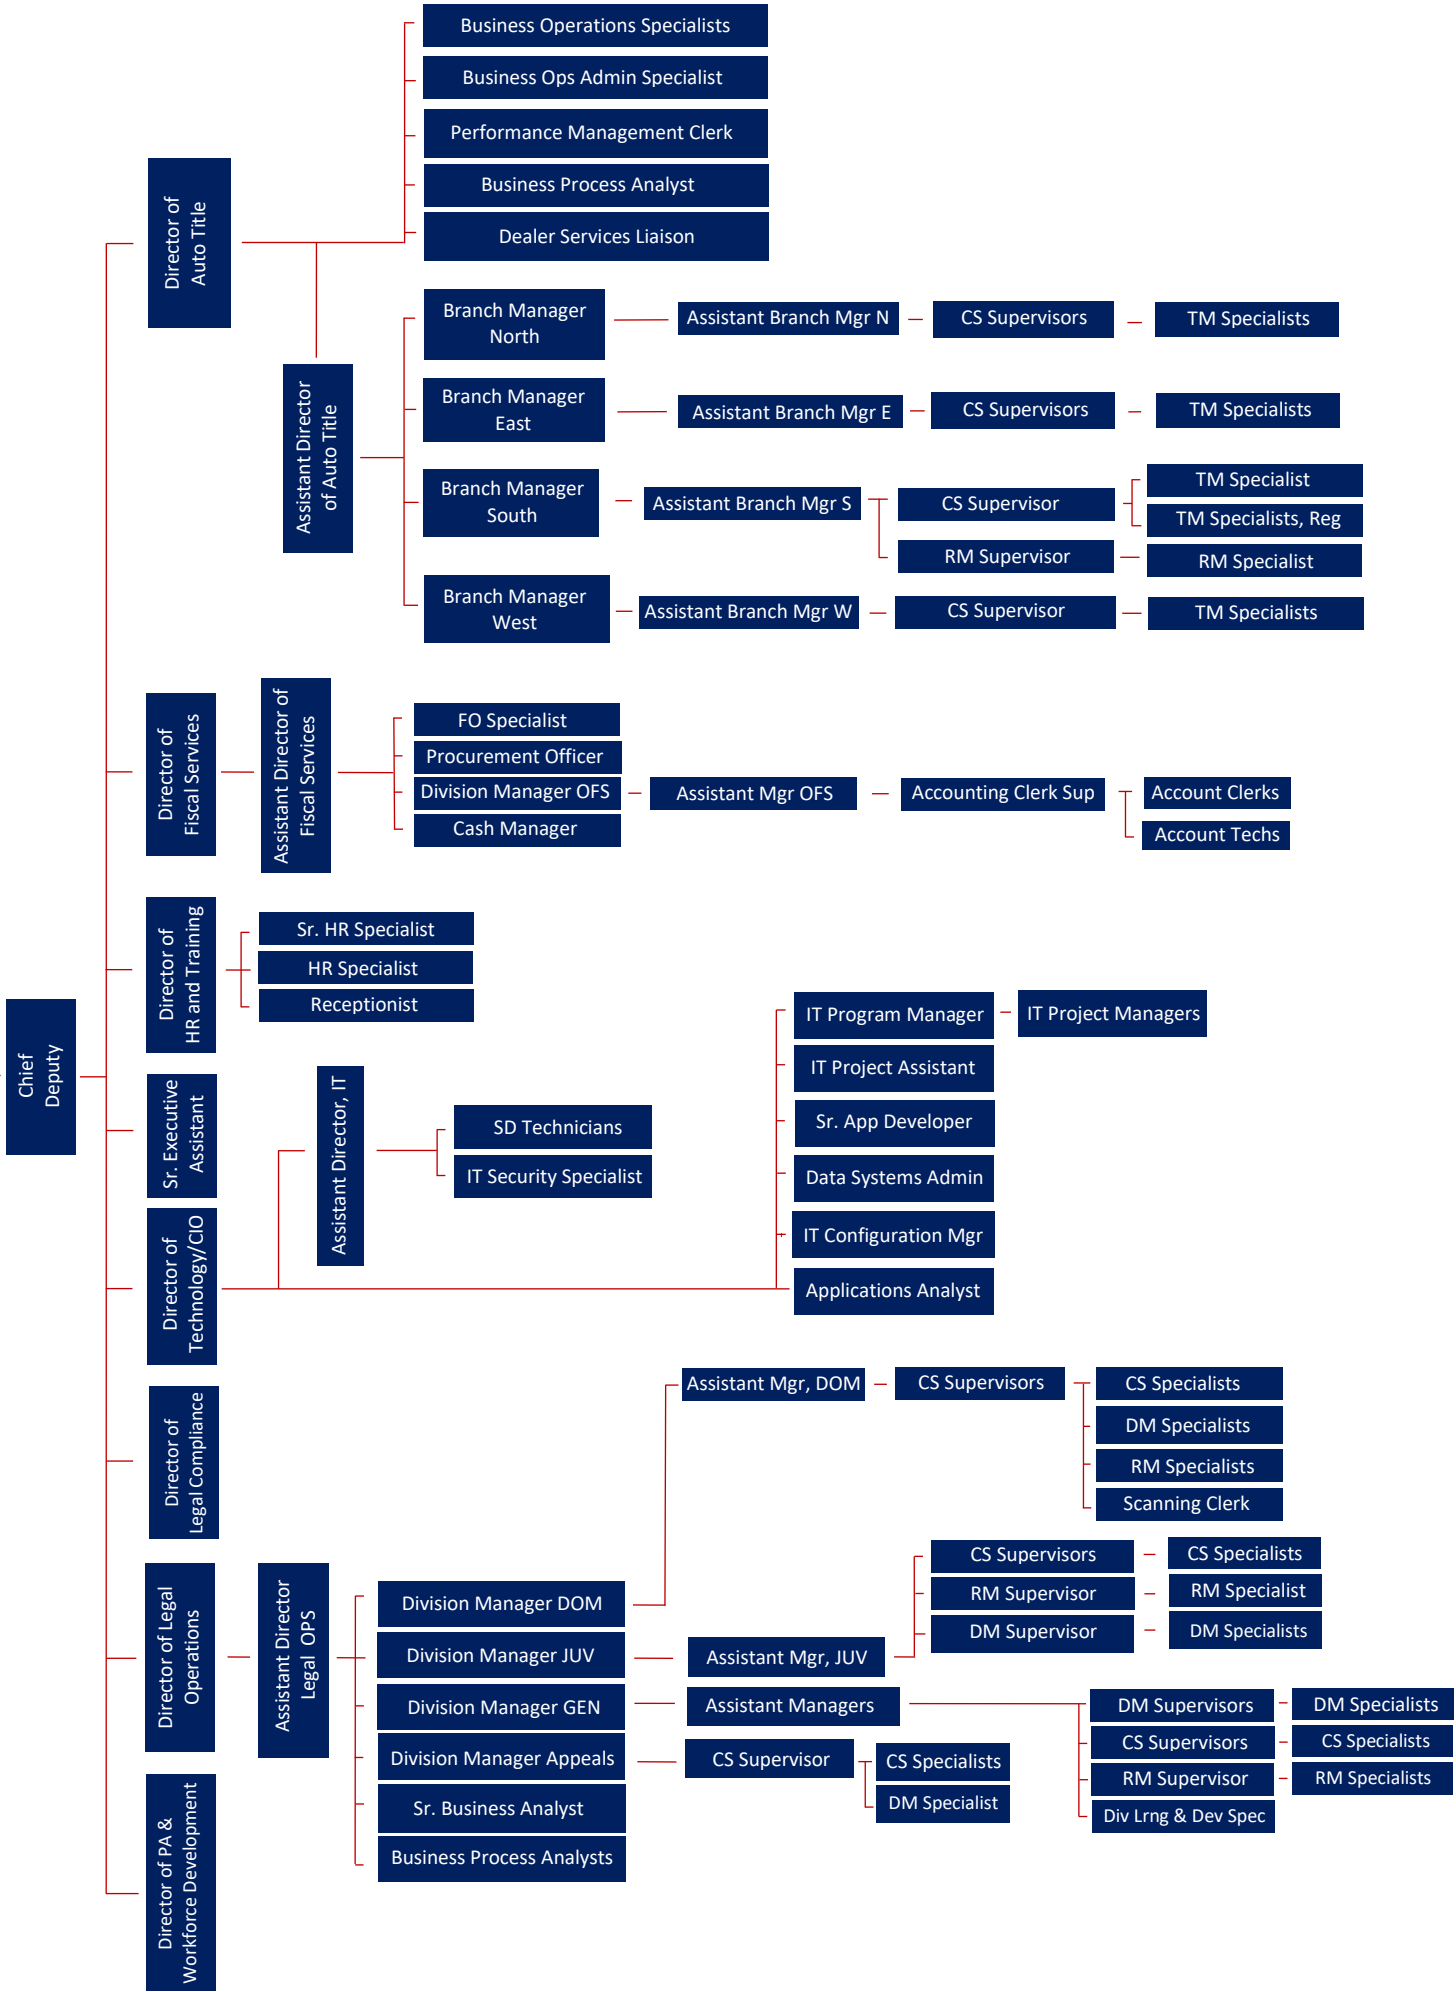 Business Operations Specialists
Business Ops Admin Specialist
Performance Management Clerk
Business Process Analyst
Dealer Services Liaison
Director of
Auto Title
Assistant Director
of Auto Title
Branch Manager
North
Assistant Branch Mgr N
CS Supervisors
TM Specialists
Branch Manager
East
Assistant Branch Mgr E
CS Supervisors
TM Specialists
Branch Manager
South
Assistant Branch Mgr S
CS Supervisor
TM Specialist
TM Specialists, Reg
RM Supervisor
RM Specialist
Branch Manager
West
Assistant Branch Mgr W
CS Supervisor
TM Specialists
Director of
Fiscal Services
Assistant Director of
Fiscal Services
FO Specialist
Procurement Officer
Division Manager OFS
Cash Manager
Assistant Mgr OFS
Accounting Clerk Sup
Account Clerks
Account Techs
Director of
HR and Training
Sr. HR Specialist
HR Specialist
Receptionist
Chief
Deputy
Sr. Executive
Assistant
Director of
Technology/CIO
Assistant Director, IT
SD Technicians
IT Security Specialist
IT Program Manager
IT Project Managers
IT Project Assistant
Sr. App Developer
Data Systems Admin
IT Configuration Mgr
Applications Analyst
Director of
Legal Compliance
Director of Legal
Operations
Assistant Director
Legal OPS
Division Manager DOM
Assistant Mgr, DOM
CS Supervisors
CS Specialists
DM Specialists
RM Specialists
Scanning Clerk
Division Manager JUV
Assistant Mgr, JUV
CS Supervisors
CS Specialists
RM Supervisor
RM Specialist
DM Supervisor
DM Specialists
Division Manager GEN
Assistant Managers
DM Supervisors
DM Specialists
CS Supervisors
CS Specialists
RM Supervisor
RM Specialists
Div Lrng & Dev Spec
Division Manager Appeals
CS Supervisor
CS Specialists
DM Specialist
Sr. Business Analyst
Business Process Analysts
Director of PA &
Workforce Development